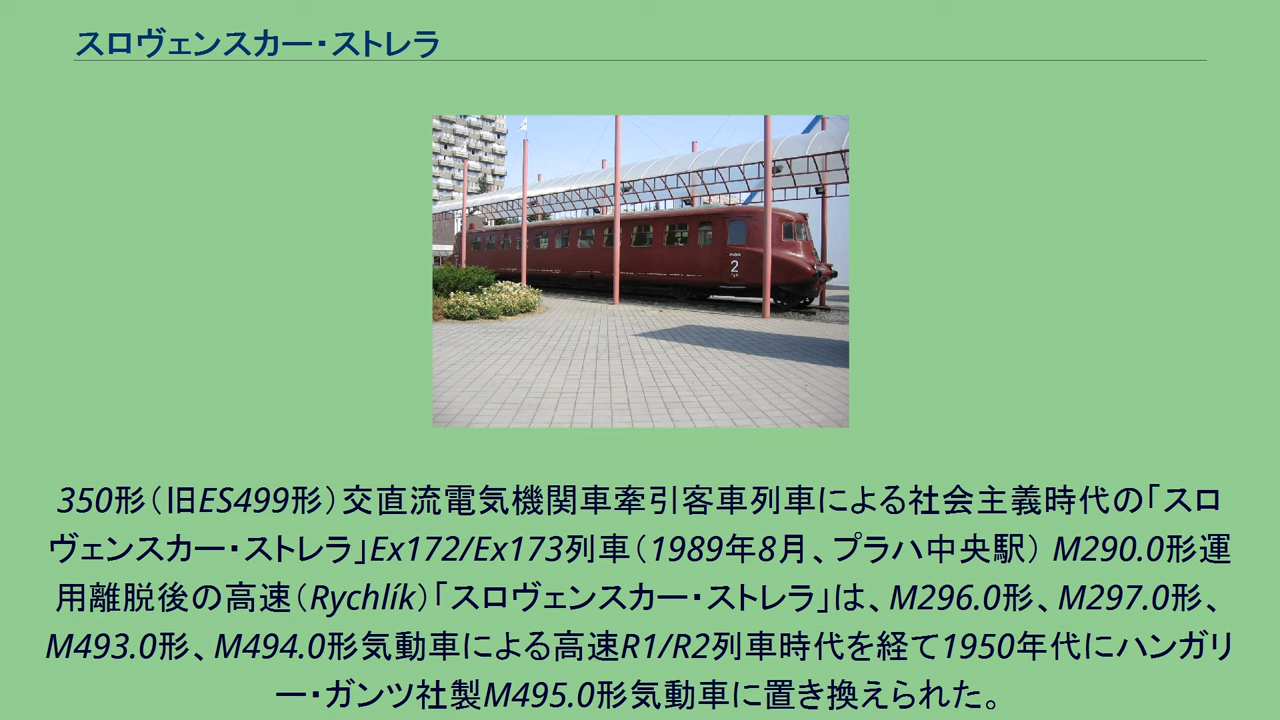 スロヴェンスカー・ストレラ
2
350形（旧ES499形）交直流電気機関車牽引客車列車による社会主義時代の「スロ
ヴェンスカー・ストレラ」Ex172/Ex173列車（1989年8月、プラハ中央駅） M290.0形運
用離脱後の高速（Rychlík）「スロヴェンスカー・ストレラ」は、M296.0形、M297.0形、
M493.0形、M494.0形気動車による高速R1/R2列車時代を経て1950年代にハンガリ
ー・ガンツ社製M495.0形気動車に置き換えられた。